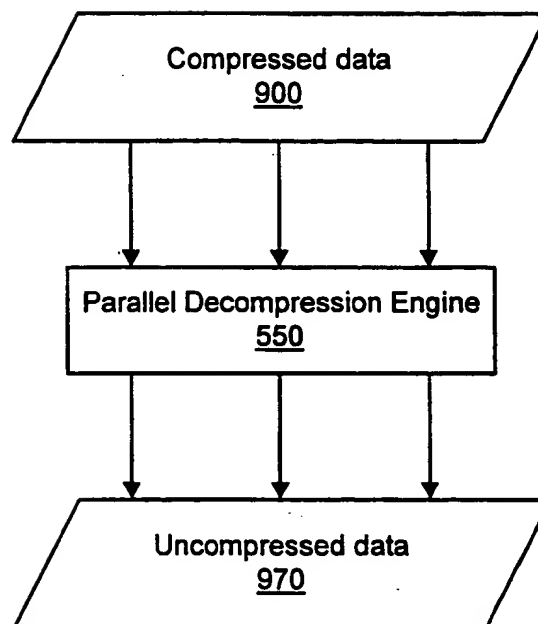 Compressed data
900
Parallel Decompression Engine
550
Uncompressed data
970